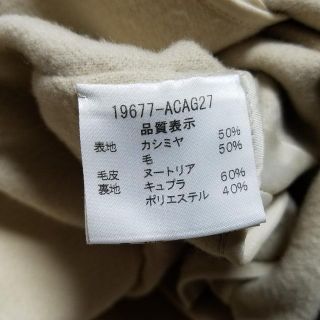 19677-ACAG27
品質表示
表地 カシミヤ 50%
毛 50%
毛皮 ヌートリア
裏地 キュプラ 60%
ポリエステル 40%